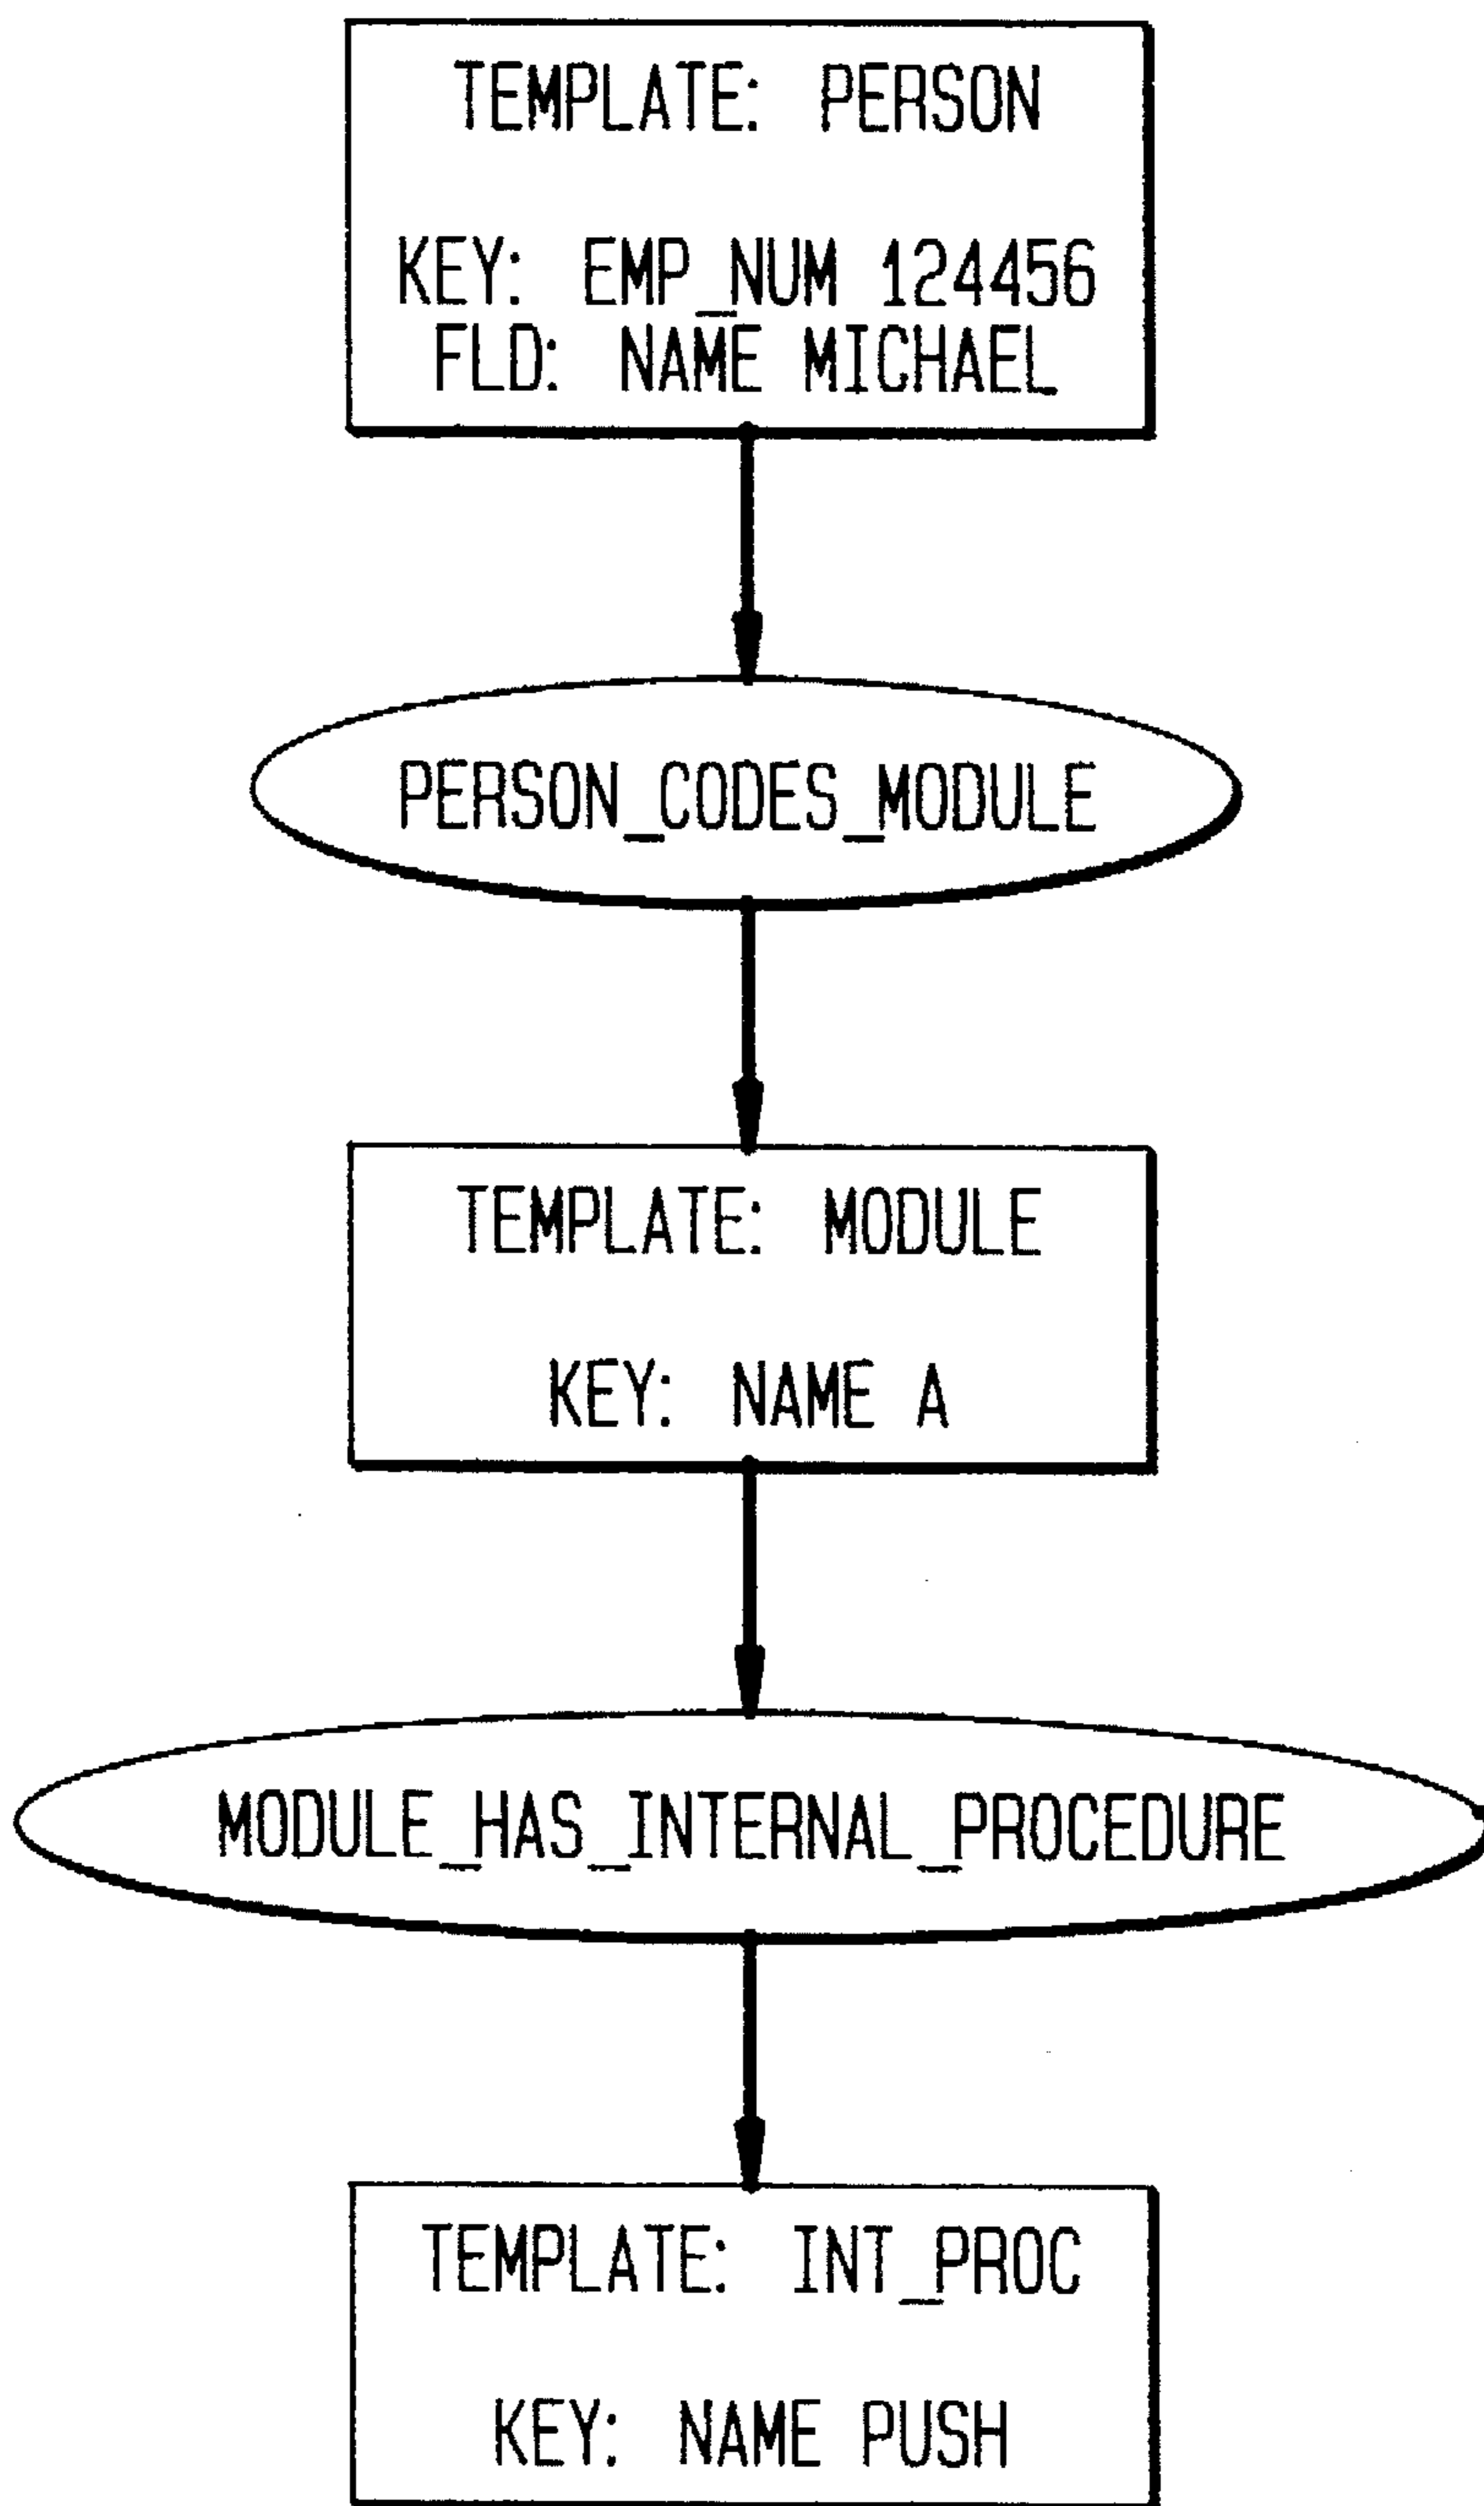 TEMPLATE: PERSON
KEY: EMP_NUM 124456
FLD: NAME MICHAEL
PERSON_CODES_MODULE
TEMPLATE: MODULE
KEY: NAME A
MODULE_HAS_INTERNAL_PROCEDURE
TEMPLATE: INT_PROC
KEY: NAME PUSH